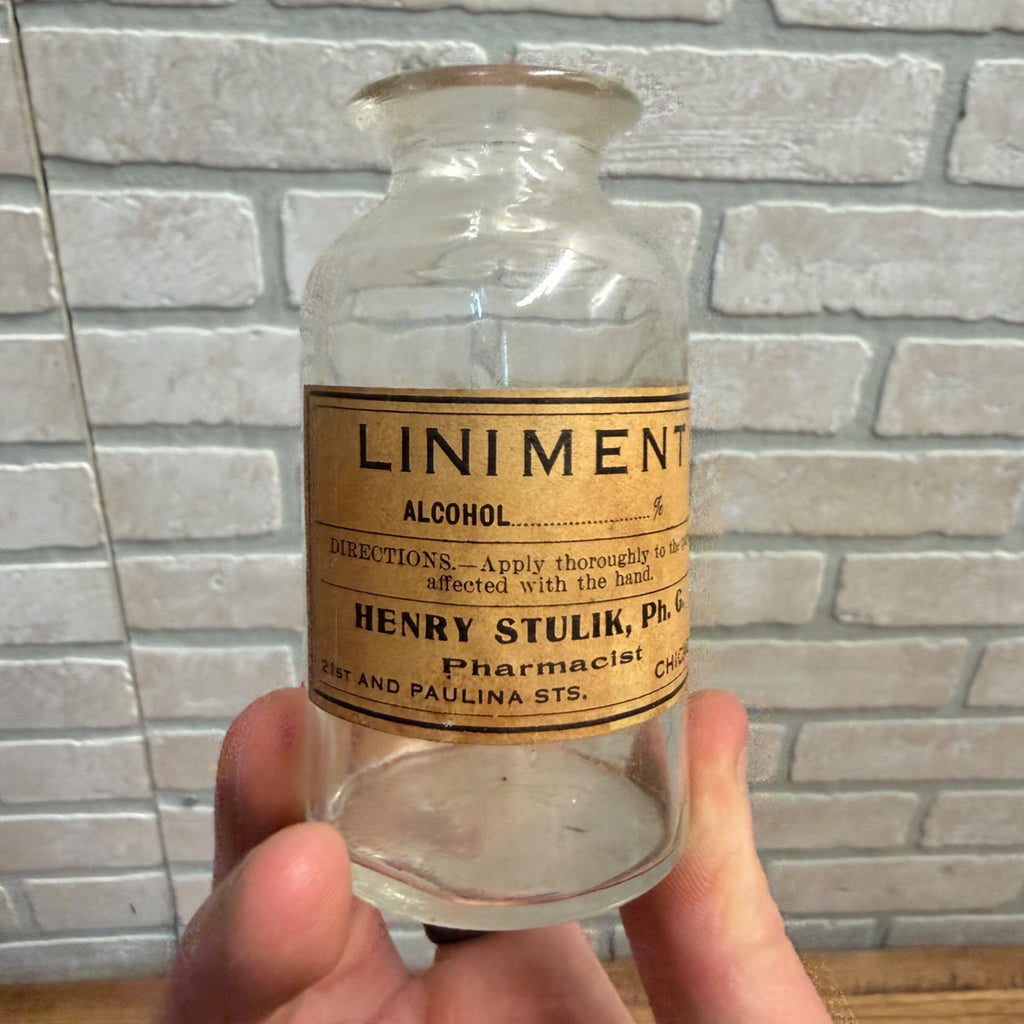 LINIMENT
ALCOHOL........................%
DIRECTIONS.—Apply thoroughly to the
affected with the hand.
HENRY STULIK, Ph. G.
Pharmacist
21ST AND PAULINA STS.